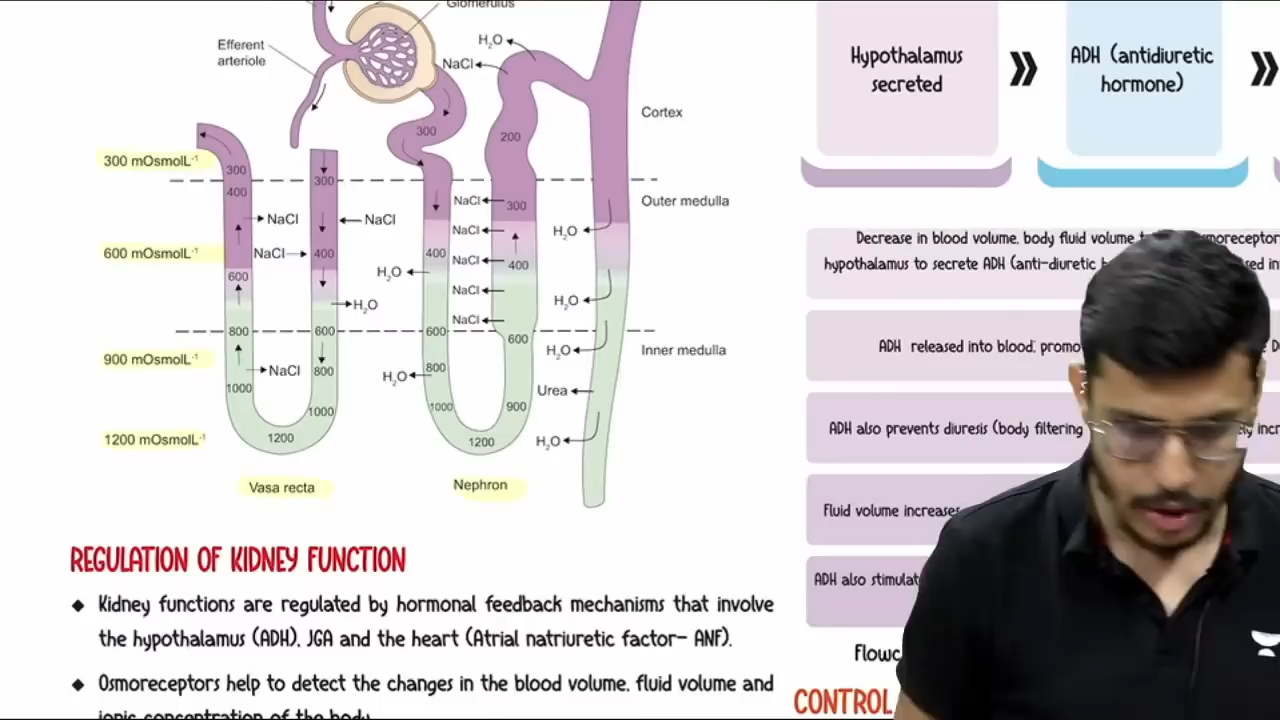 Glomerulus
Efferent
arteriole
H₂O
NaCl
300
200
Cortex
300 mOsmolL⁻¹
300
300
400
NaCl
NaCl
NaCl
300
Outer medulla
600 mOsmolL⁻¹
NaCl
400
400
NaCl
H₂O
NaCl
400
600
H₂O
H₂O
NaCl
H₂O
NaCl
800
600
600
600
900 mOsmolL⁻¹
H₂O
Inner medulla
NaCl
800
H₂O
800
1000
1000
1000
900
Urea
1200 mOsmolL⁻¹
1200
1200
H₂O
Vasa recta
Nephron
REGULATION OF KIDNEY FUNCTION
◆ Kidney functions are regulated by hormonal feedback mechanisms that involve
the hypothalamus (ADH), JGA and the heart (Atrial natriuretic factor– ANF).
◆ Osmoreceptors help to detect the changes in the blood volume, fluid volume and
ionic concentration of the body.
Hypothalamus
secreted
ADH (antidiuretic
hormone)
Decrease in blood volume, body fluid volume
hypothalamus to secrete ADH (anti-diuretic
ADH released into blood;
ADH also prevents diuresis (body filtering
Fluid volume increases
ADH also
CONTROL